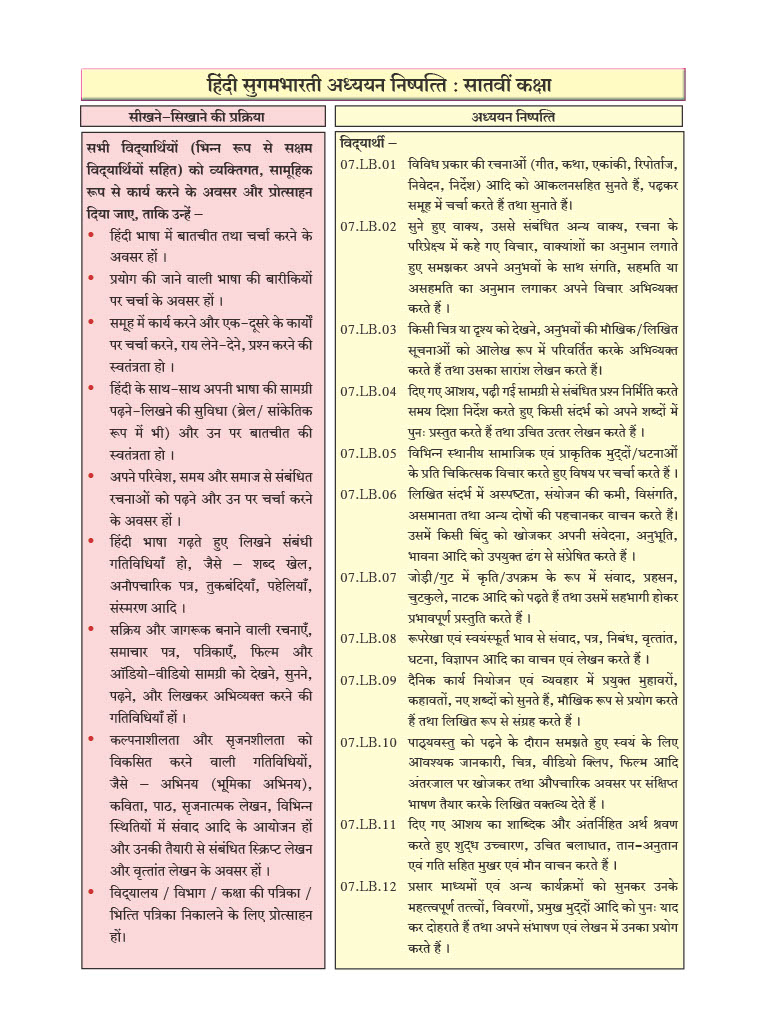 हिंदी सुगमभारती अध्ययन निष्पत्ति : सातवीं कक्षा
सीखने-सिखाने की प्रक्रिया
सभी विद्यार्थियों (भिन्न रूप से सक्षम
विद्यार्थियों सहित) को व्यक्तिगत, सामूहिक
रूप से कार्य करने के अवसर और प्रोत्साहन
दिया जाए, ताकि उन्हें –
• हिंदी भाषा में बातचीत तथा चर्चा करने के
अवसर हों ।
• प्रयोग की जाने वाली भाषा की बारीकियों
पर चर्चा के अवसर हों ।
• समूह में कार्य करने और एक-दूसरे के कार्यों
पर चर्चा करने, राय लेने-देने, प्रश्न करने की
स्वतंत्रता हो ।
• हिंदी के साथ-साथ अपनी भाषा की सामग्री
पढ़ने-लिखने की सुविधा (ब्रेल/ सांकेतिक
रूप में भी) और उन पर बातचीत की
स्वतंत्रता हो ।
• अपने परिवेश, समय और समाज से संबंधित
रचनाओं को पढ़ने और उन पर चर्चा करने
के अवसर हों ।
• हिंदी भाषा गढ़ते हुए लिखने संबंधी
गतिविधियाँ हो, जैसे – शब्द खेल,
अनौपचारिक पत्र, तुकबंदियाँ, पहेलियाँ,
संस्मरण आदि ।
• सक्रिय और जागरूक बनाने वाली रचनाएँ,
समाचार पत्र, पत्रिकाएँ, फिल्म और
ऑडियो-वीडियो सामग्री को देखने, सुनने,
पढ़ने, और लिखकर अभिव्यक्त करने की
गतिविधियाँ हों ।
• कल्पनाशीलता और सृजनशीलता को
विकसित करने वाली गतिविधियों,
जैसे – अभिनय (भूमिका अभिनय),
कविता, पाठ, सृजनात्मक लेखन, विभिन्न
स्थितियों में संवाद आदि के आयोजन हों
और उनकी तैयारी से संबंधित स्क्रिप्ट लेखन
और वृत्तांत लेखन के अवसर हों ।
• विद्यालय / विभाग / कक्षा की पत्रिका /
भित्ति पत्रिका निकालने के लिए प्रोत्साहन
हों।
अध्ययन निष्पत्ति
विद्यार्थी –
07.LB.01 विविध प्रकार की रचनाओं (गीत, कथा, एकांकी, रिपोर्ताज,
निवेदन, निर्देश) आदि को आकलनसहित सुनते हैं, पढ़कर
समूह में चर्चा करते हैं तथा सुनाते हैं।
07.LB.02 सुने हुए वाक्य, उससे संबंधित अन्य वाक्य, रचना के
परिप्रेक्ष्य में कहे गए विचार, वाक्यांशों का अनुमान लगाते
हुए समझकर अपने अनुभवों के साथ संगति, सहमति या
असहमति का अनुमान लगाकर अपने विचार अभिव्यक्त
करते हैं ।
07.LB.03 किसी चित्र या दृश्य को देखने, अनुभवों की मौखिक/लिखित
सूचनाओं को आलेख रूप में परिवर्तित करके अभिव्यक्त
करते हैं तथा उसका सारांश लेखन करते हैं।
07.LB.04 दिए गए आशय, पढ़ी गई सामग्री से संबंधित प्रश्न निर्मिति करते
समय दिशा निर्देश करते हुए किसी संदर्भ को अपने शब्दों में
पुनः प्रस्तुत करते हैं तथा उचित उत्तर लेखन करते हैं ।
07.LB.05 विभिन्न स्थानीय सामाजिक एवं प्राकृतिक मुद्दों/घटनाओं
के प्रति चिकित्सक विचार करते हुए विषय पर चर्चा करते हैं ।
07.LB.06 लिखित संदर्भ में अस्पष्टता, संयोजन की कमी, विसंगति,
असमानता तथा अन्य दोषों की पहचानकर वाचन करते हैं।
उसमें किसी बिंदु को खोजकर अपनी संवेदना, अनुभूति,
भावना आदि को उपयुक्त ढंग से संप्रेषित करते हैं ।
07.LB.07 जोड़ी/गुट में कृति/उपक्रम के रूप में संवाद, प्रहसन,
चुटकुले, नाटक आदि को पढ़ते हैं तथा उसमें सहभागी होकर
प्रभावपूर्ण प्रस्तुति करते हैं ।
07.LB.08 रूपरेखा एवं स्वयंस्फूर्त भाव से संवाद, पत्र, निबंध, वृत्तांत,
घटना, विज्ञापन आदि का वाचन एवं लेखन करते हैं ।
07.LB.09 दैनिक कार्य नियोजन एवं व्यवहार में प्रयुक्त मुहावरों,
कहावतों, नए शब्दों को सुनते हैं, मौखिक रूप से प्रयोग करते
हैं तथा लिखित रूप से संग्रह करते हैं ।
07.LB.10 पाठ्यवस्तु को पढ़ने के दौरान समझते हुए स्वयं के लिए
आवश्यक जानकारी, चित्र, वीडियो क्लिप, फिल्म आदि
अंतरजाल पर खोजकर तथा औपचारिक अवसर पर संक्षिप्त
भाषण तैयार करके लिखित वक्तव्य देते हैं ।
07.LB.11 दिए गए आशय का शाब्दिक और अंतर्निहित अर्थ श्रवण
करते हुए शुद्ध उच्चारण, उचित बलाघात, तान-अनुतान
एवं गति सहित मुखर एवं मौन वाचन करते हैं ।
07.LB.12 प्रसार माध्यमों एवं अन्य कार्यक्रमों को सुनकर उनके
महत्त्वपूर्ण तत्त्वों, विवरणों, प्रमुख मुद्दों आदि को पुनः याद
कर दोहराते हैं तथा अपने संभाषण एवं लेखन में उनका प्रयोग
करते हैं ।